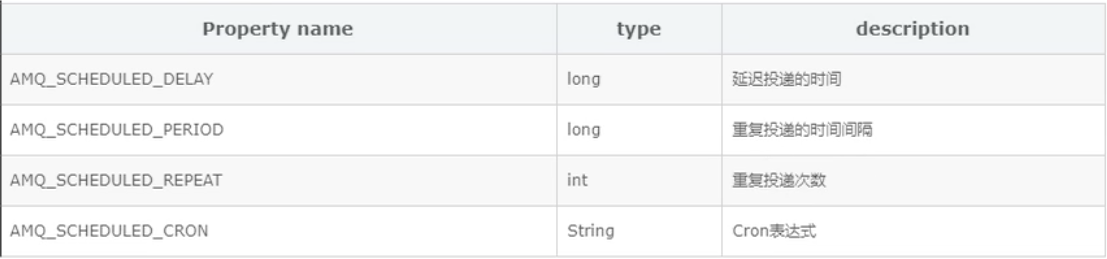 Property name type description
AMQ_SCHEDULED_DELAY long 延迟投递的时间
AMQ_SCHEDULED_PERIOD long 重复投递的时间间隔
AMQ_SCHEDULED_REPEAT int 重复投递次数
AMQ_SCHEDULED_CRON String Cron表达式